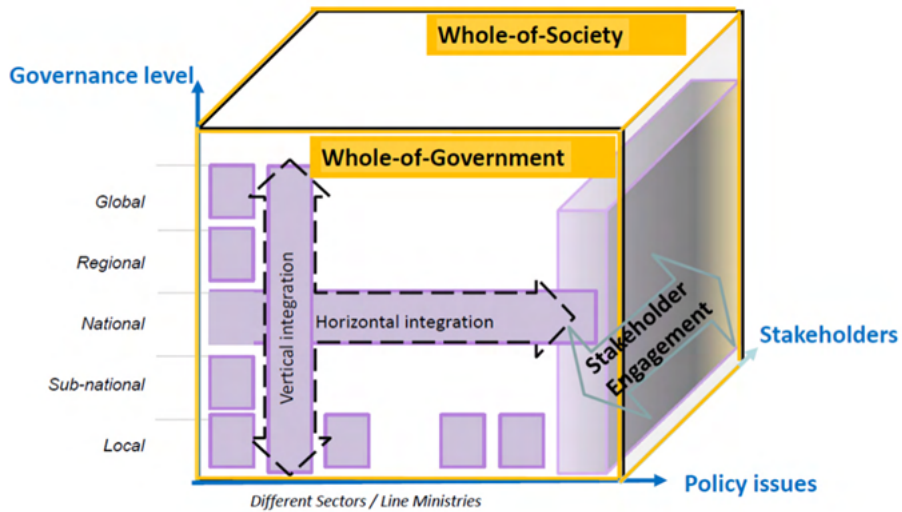 Whole-of-Society
Governance level
Whole-of-Government
Global
Regional
National
Sub-national
Local
Vertical integration
Horizontal integration
Stakeholder
Engagement
Stakeholders
Policy issues
Different Sectors / Line Ministries